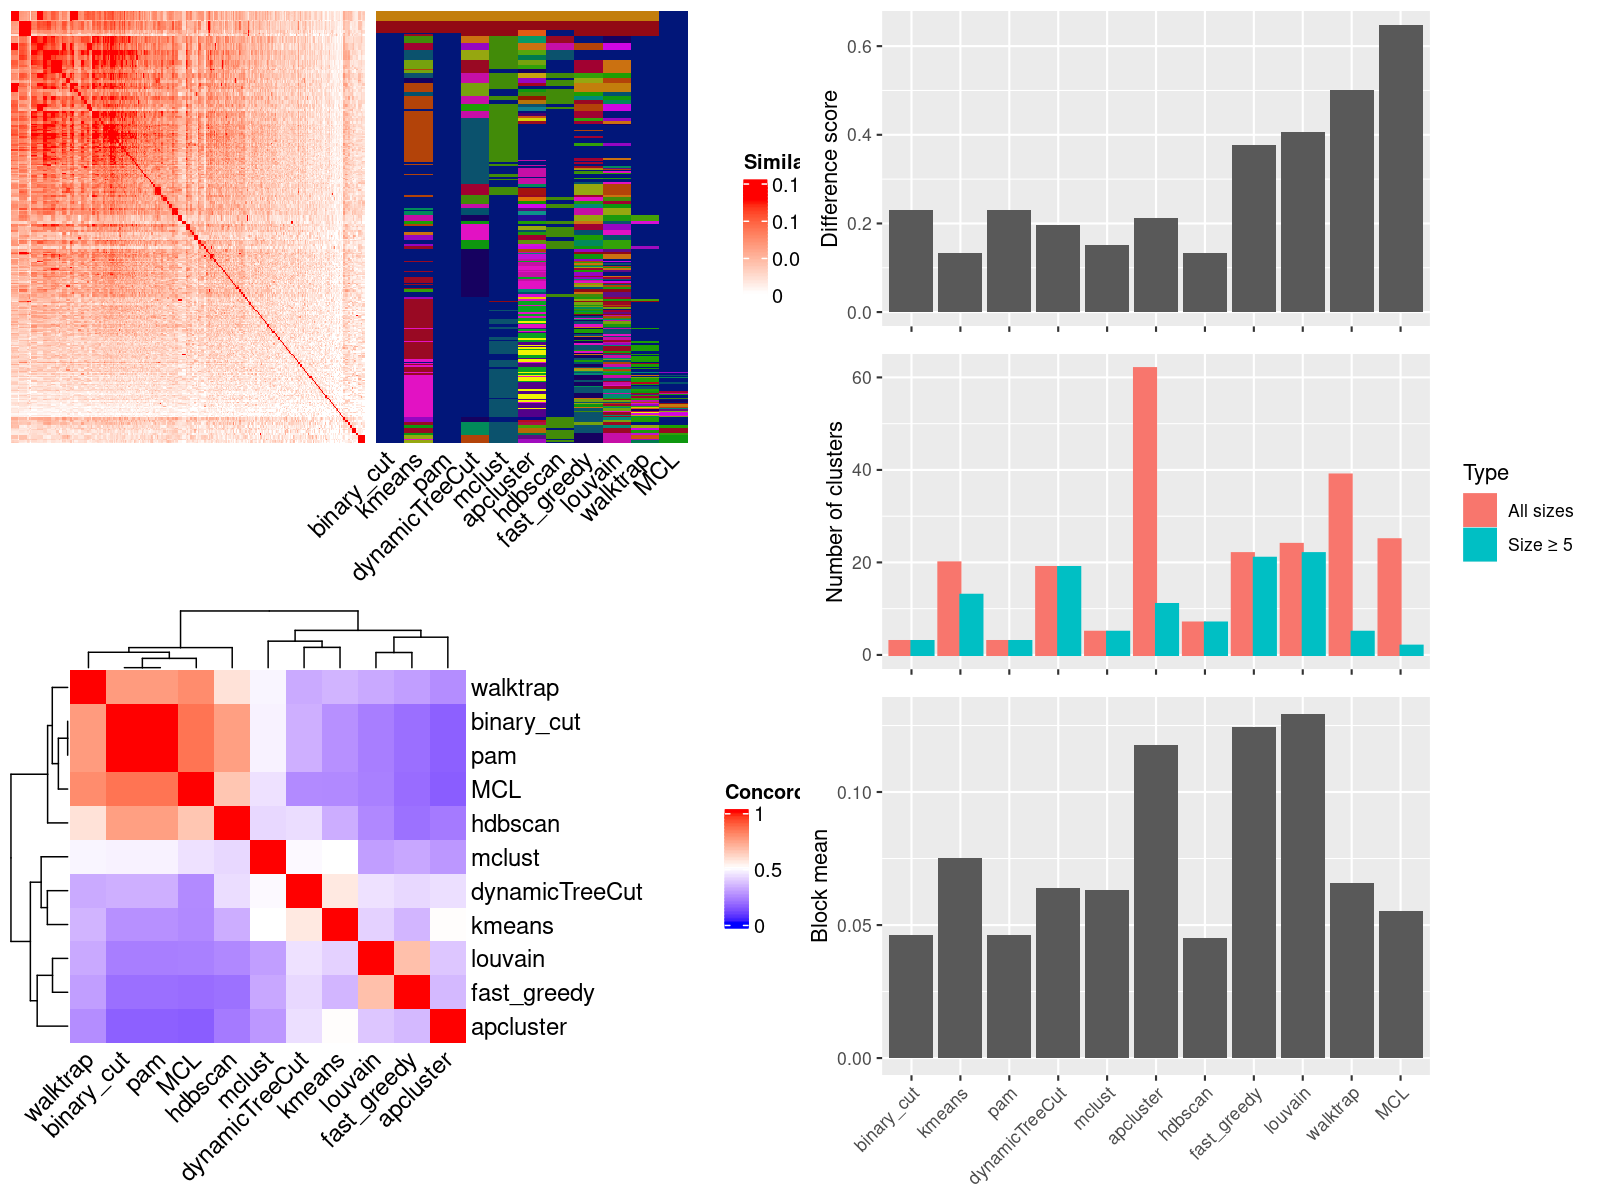 Simila
0.1
0.1
0.0
0
binary_cut
kmeans
pam
dynamicTreeCut
mclust
apcluster
hdbscan
fast_greedy
louvain
walktrap
MCL
walktrap
binary_cut
pam
MCL
hdbscan
mclust
dynamicTreeCut
kmeans
louvain
fast_greedy
apcluster
walktrap
binary_cut
pam
MCL
hdbscan
mclust
dynamicTreeCut
kmeans
louvain
fast_greedy
apcluster
Concord
1
0.5
0
Difference score
0.6
0.4
0.2
0.0
Number of clusters
60
40
20
0
Type
All sizes
Size ≥ 5
Block mean
0.10
0.05
0.00
binary_cut
kmeans
pam
dynamicTreeCut
mclust
apcluster
hdbscan
fast_greedy
louvain
walktrap
MCL